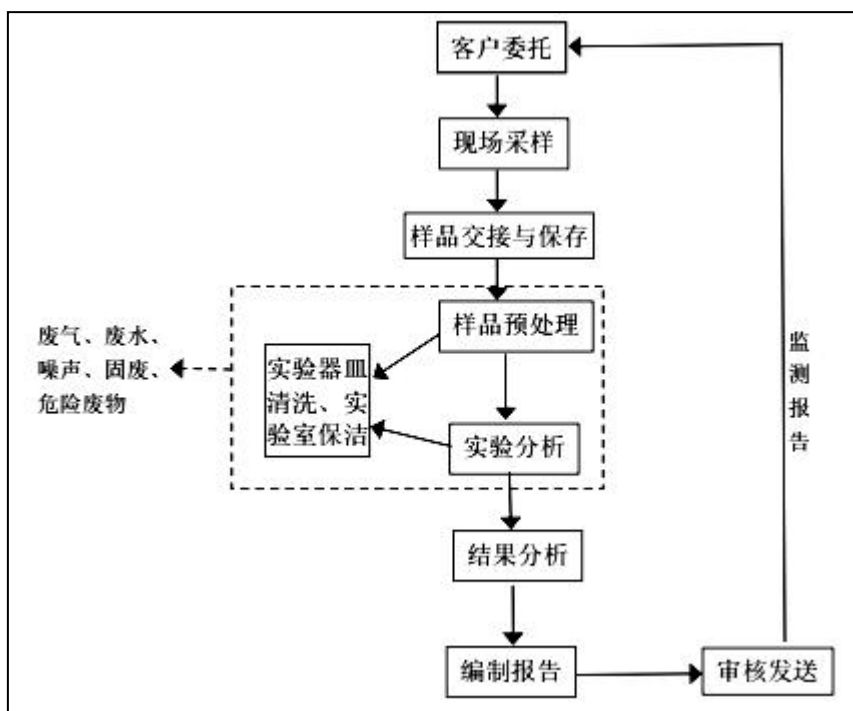 客户委托
现场采样
样品交接与保存
样品预处理
废气、废水、
噪声、固废、
危险废物
实验器皿
清洗、实
验室保洁
实验分析
监测报告
结果分析
编制报告
审核发送